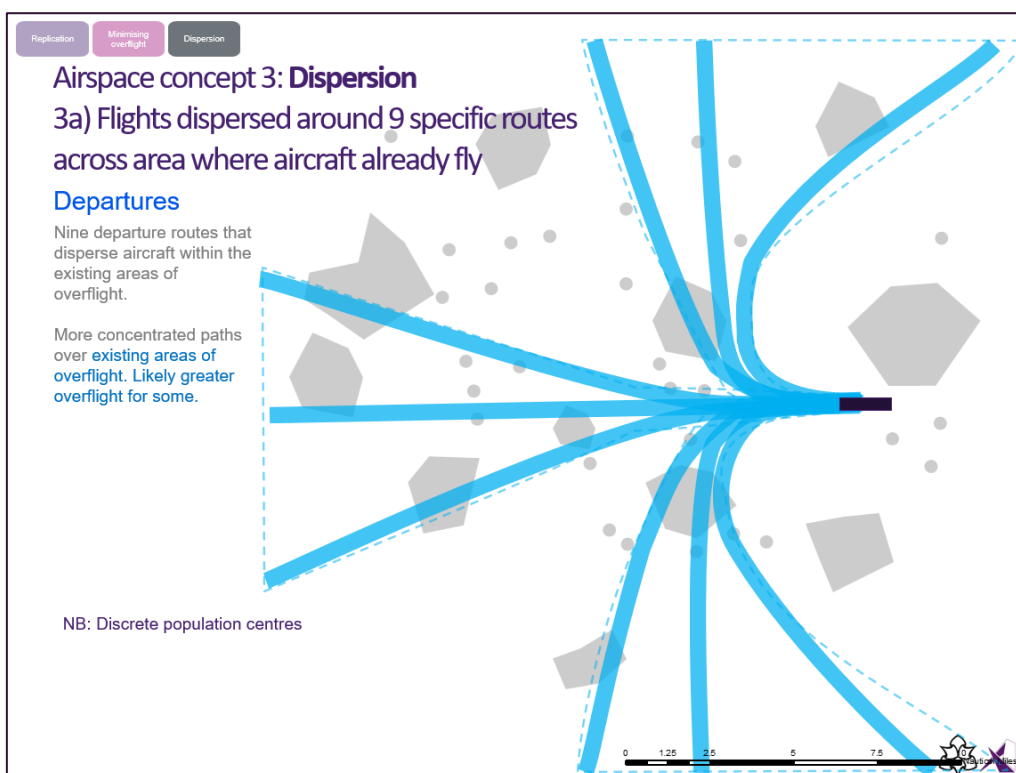 Replication
Minimising
overflight
Dispersion
Airspace concept 3: Dispersion
3a) Flights dispersed around 9 specific routes
across area where aircraft already fly
Departures
Nine departure routes that
disperse aircraft within the
existing areas of
overflight.
More concentrated paths
over existing areas of
overflight. Likely greater
overflight for some.
NB: Discrete population centres
0 1.25 2.5 5 7.5